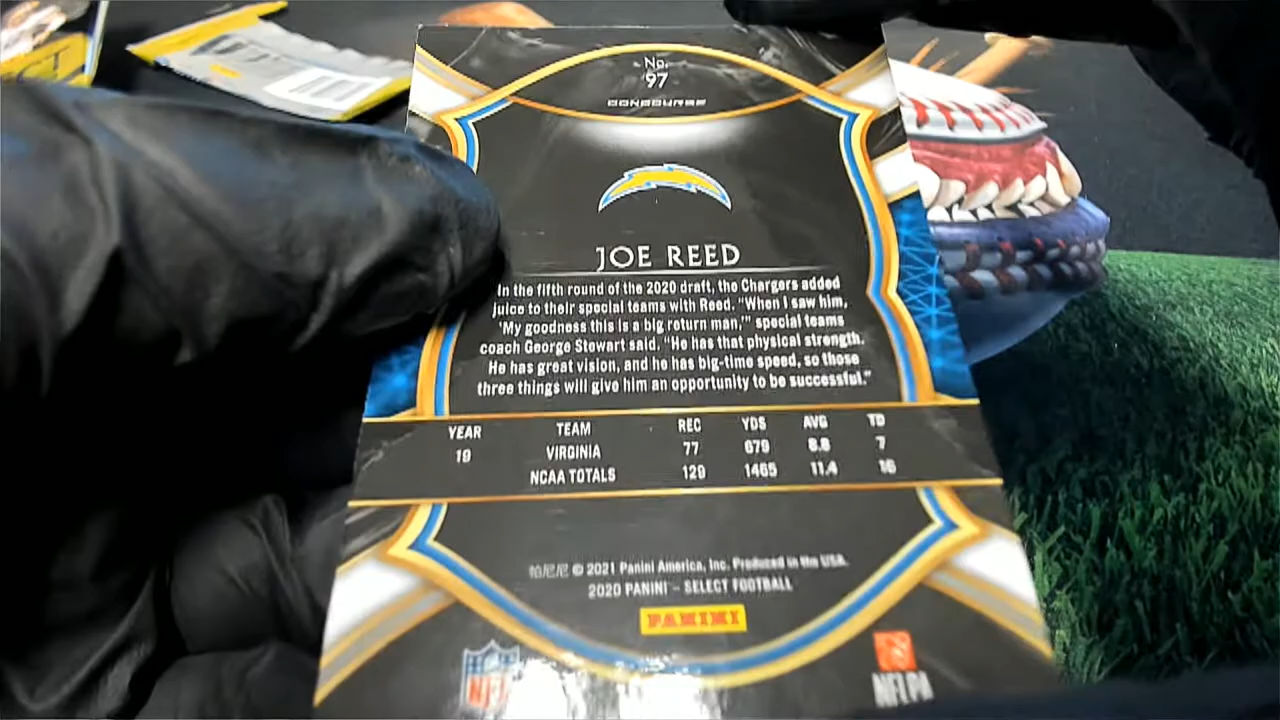 No.
97
CONCOURSE
JOE REED
In the fifth round of the 2020 draft, the Chargers added
juice to their special teams with Reed. "When I saw him,
'My goodness this is a big return man,'" special teams
coach George Stewart said. "He has that physical strength.
He has great vision, and he has big-time speed, so those
three things will give him an opportunity to be successful."
YEAR TEAM REC YDS AVG TD
19 VIRGINIA 77 679 8.8 7
NCAA TOTALS 129 1465 11.4 16
帕尼尼 © 2021 Panini America, Inc. Produced in the USA.
2020 PANINI – SELECT FOOTBALL
PANINI
NFL
NFLPA